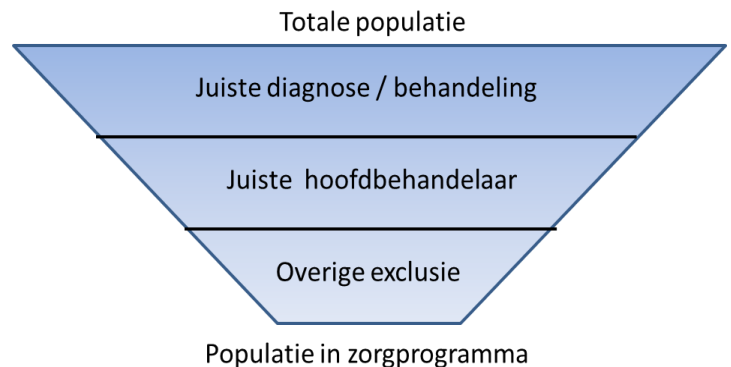 Totale populatie
Juiste diagnose / behandeling
Juiste hoofdbehandelaar
Overige exclusie
Populatie in zorgprogramma